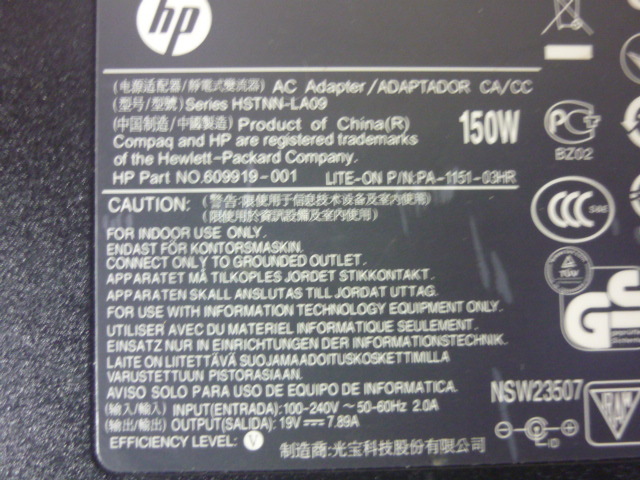 hp
(电源适配器/靜電式變流器) AC Adapter/ADAPTADOR CA/CC
(型号/型號) Series HSTNN-LA09
(中国制造/中國製造) Product of China(R)
150W
Compaq and HP are registered trademarks
of the Hewlett-Packard Company.
HP Part NO.609919-001 LITE-ON P/N:PA-1151-03HR
BZ02
CAUTION: (警告:限使用于信息技术设备及室内使用)
(限使用於資訊設備及室內使用)
FOR INDOOR USE ONLY.
ENDAST FÖR KONTORSMASKIN.
CONNECT ONLY TO GROUNDED OUTLET.
APPARATET MÅ TILKOPLES JORDET STIKKONTAKT.
APPARATEN SKALL ANSLUTAS TILL JORDAT UTTAG.
FOR USE WITH INFORMATION TECHNOLOGY EQUIPMENT ONLY.
UTILISER AVEC DU MATERIEL INFORMATIQUE SEULEMENT.
EINSATZ NUR IN EINRICHTUNGEN DER INFORMATIONSTECHNIK.
LAITE ON LIITETTÄVÄ SUOJAMAADOITUSKOSKETTIMILLA
VARUSTETTUUN PISTORASIAAN.
AVISO SOLO PARA USO DE EQUIPO DE INFORMATICA.
(输入/輸入) INPUT(ENTRADA):100-240V ~ 50-60Hz 2.0A
(输出/輸出) OUTPUT(SALIDA):19V ⎓ 7.89A
EFFICIENCY LEVEL: V
制造商:光宝科技股份有限公司
CCC
TÜV
GS
NSW23507
ID